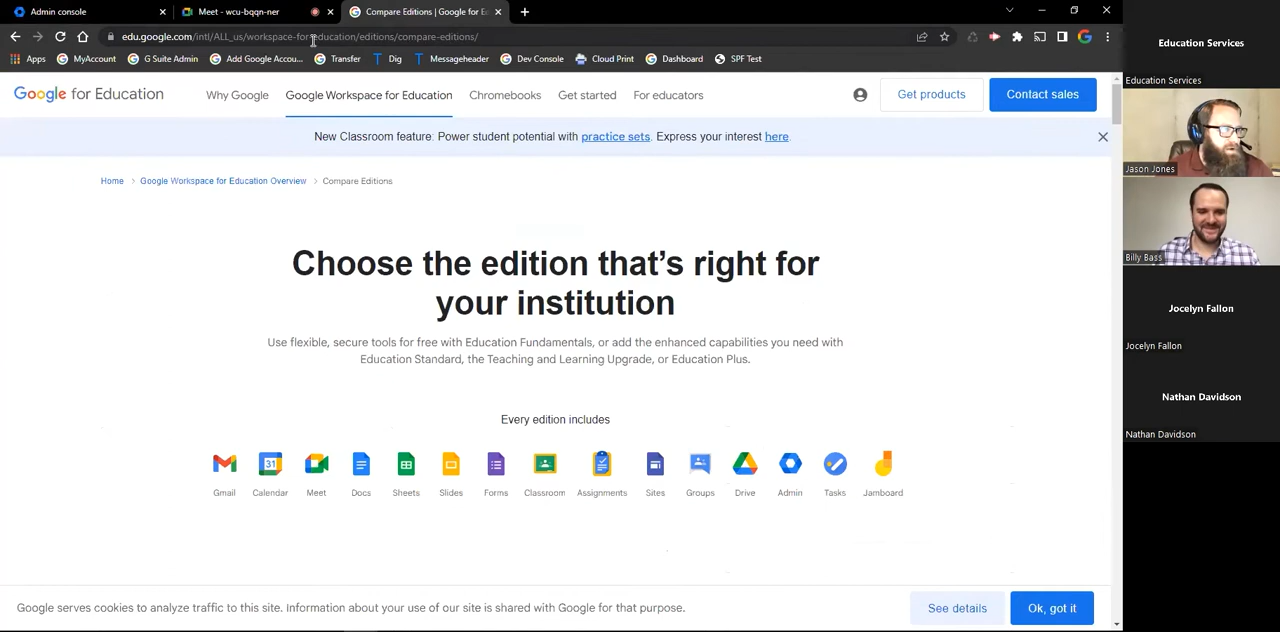 Admin console
Meet - wcu-bqqn-ner
Compare Editions | Google for Ec
edu.google.com/intl/ALL_us/workspace-for-education/editions/compare-editions/
Apps
MyAccount
G Suite Admin
Add Google Accou...
Transfer
Dig
Messageheader
Dev Console
Cloud Print
Dashboard
SPF Test
Google for Education
Why Google
Google Workspace for Education
Chromebooks
Get started
For educators
Get products
Contact sales
New Classroom feature: Power student potential with practice sets. Express your interest here.
Home > Google Workspace for Education Overview > Compare Editions
Choose the edition that's right for
your institution
Use flexible, secure tools for free with Education Fundamentals, or add the enhanced capabilities you need with
Education Standard, the Teaching and Learning Upgrade, or Education Plus.
Every edition includes
31
Gmail
Calendar
Meet
Docs
Sheets
Slides
Forms
Classroom
Assignments
Sites
Groups
Drive
Admin
Tasks
Jamboard
Google serves cookies to analyze traffic to this site. Information about your use of our site is shared with Google for that purpose.
See details
Ok, got it
Education Services
Education Services
Jason Jones
Billy Bass
Jocelyn Fallon
Jocelyn Fallon
Nathan Davidson
Nathan Davidson